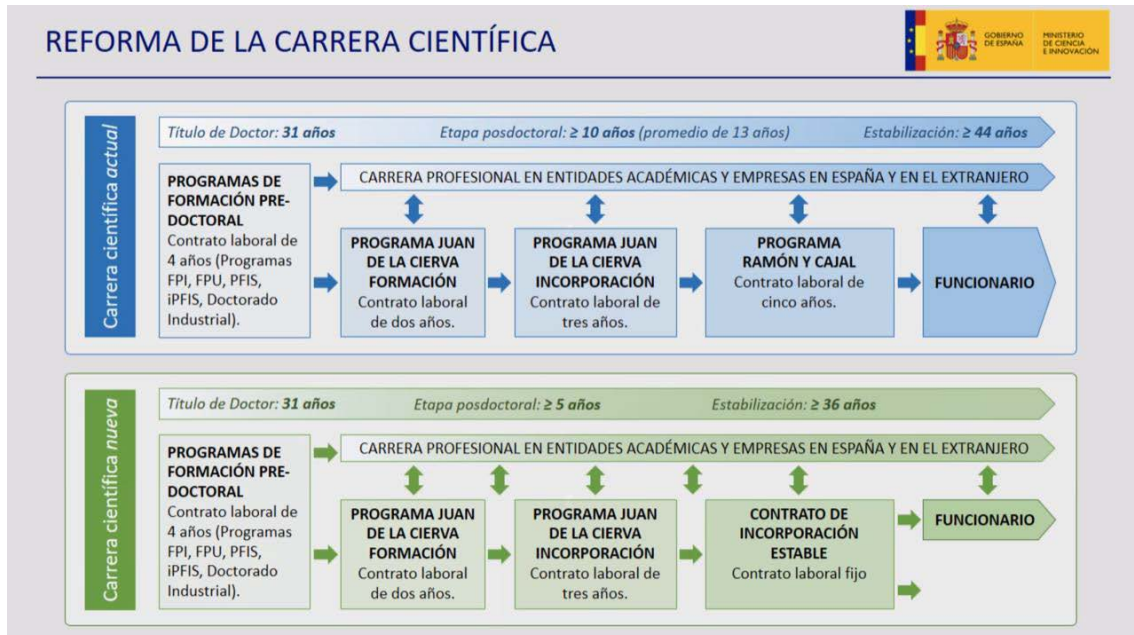 REFORMA DE LA CARRERA CIENTÍFICA
GOBIERNO
DE ESPAÑA
MINISTERIO
DE CIENCIA
E INNOVACIÓN
Carrera científica actual
Título de Doctor: 31 años
Etapa posdoctoral: ≥ 10 años (promedio de 13 años)
Estabilización: ≥ 44 años
PROGRAMAS DE
FORMACIÓN PRE-
DOCTORAL
Contrato laboral de
4 años (Programas
FPI, FPU, PFIS,
iPFIS, Doctorado
Industrial).
CARRERA PROFESIONAL EN ENTIDADES ACADÉMICAS Y EMPRESAS EN ESPAÑA Y EN EL EXTRANJERO
PROGRAMA JUAN
DE LA CIERVA
FORMACIÓN
Contrato laboral
de dos años.
PROGRAMA JUAN
DE LA CIERVA
INCORPORACIÓN
Contrato laboral de
tres años.
PROGRAMA
RAMÓN Y CAJAL
Contrato laboral de
cinco años.
FUNCIONARIO
Carrera científica nueva
Título de Doctor: 31 años
Etapa posdoctoral: ≥ 5 años
Estabilización: ≥ 36 años
PROGRAMAS DE
FORMACIÓN PRE-
DOCTORAL
Contrato laboral de
4 años (Programas
FPI, FPU, PFIS,
iPFIS, Doctorado
Industrial).
CARRERA PROFESIONAL EN ENTIDADES ACADÉMICAS Y EMPRESAS EN ESPAÑA Y EN EL EXTRANJERO
PROGRAMA JUAN
DE LA CIERVA
FORMACIÓN
Contrato laboral
de dos años.
PROGRAMA JUAN
DE LA CIERVA
INCORPORACIÓN
Contrato laboral de
tres años.
CONTRATO DE
INCORPORACIÓN
ESTABLE
Contrato laboral fijo
FUNCIONARIO